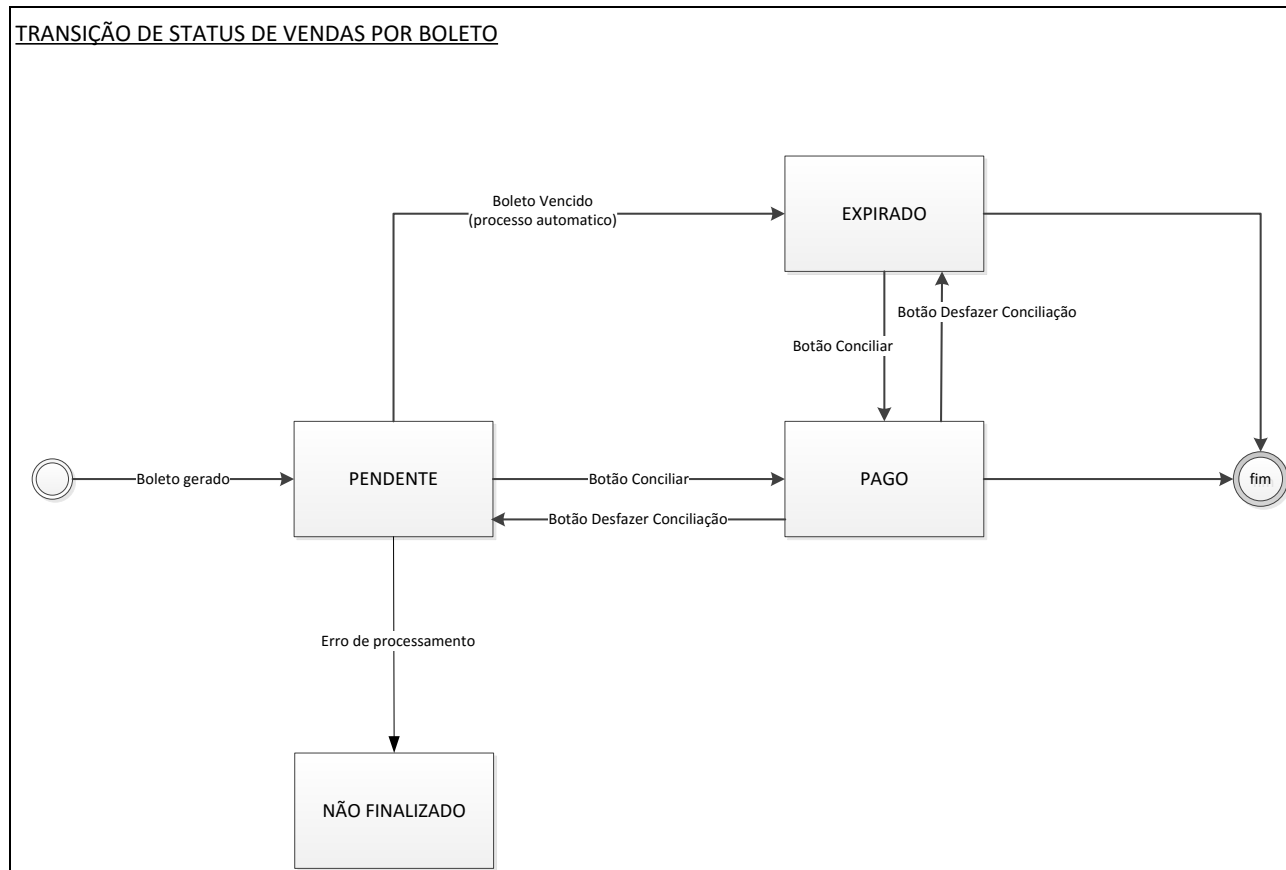 TRANSIÇÃO DE STATUS DE VENDAS POR BOLETO
EXPIRADO
Boleto Vencido
(processo automatico)
Botão Desfazer Conciliação
Botão Conciliar
Boleto gerado
PENDENTE
Botão Conciliar
PAGO
fim
Botão Desfazer Conciliação
Erro de processamento
NÃO FINALIZADO